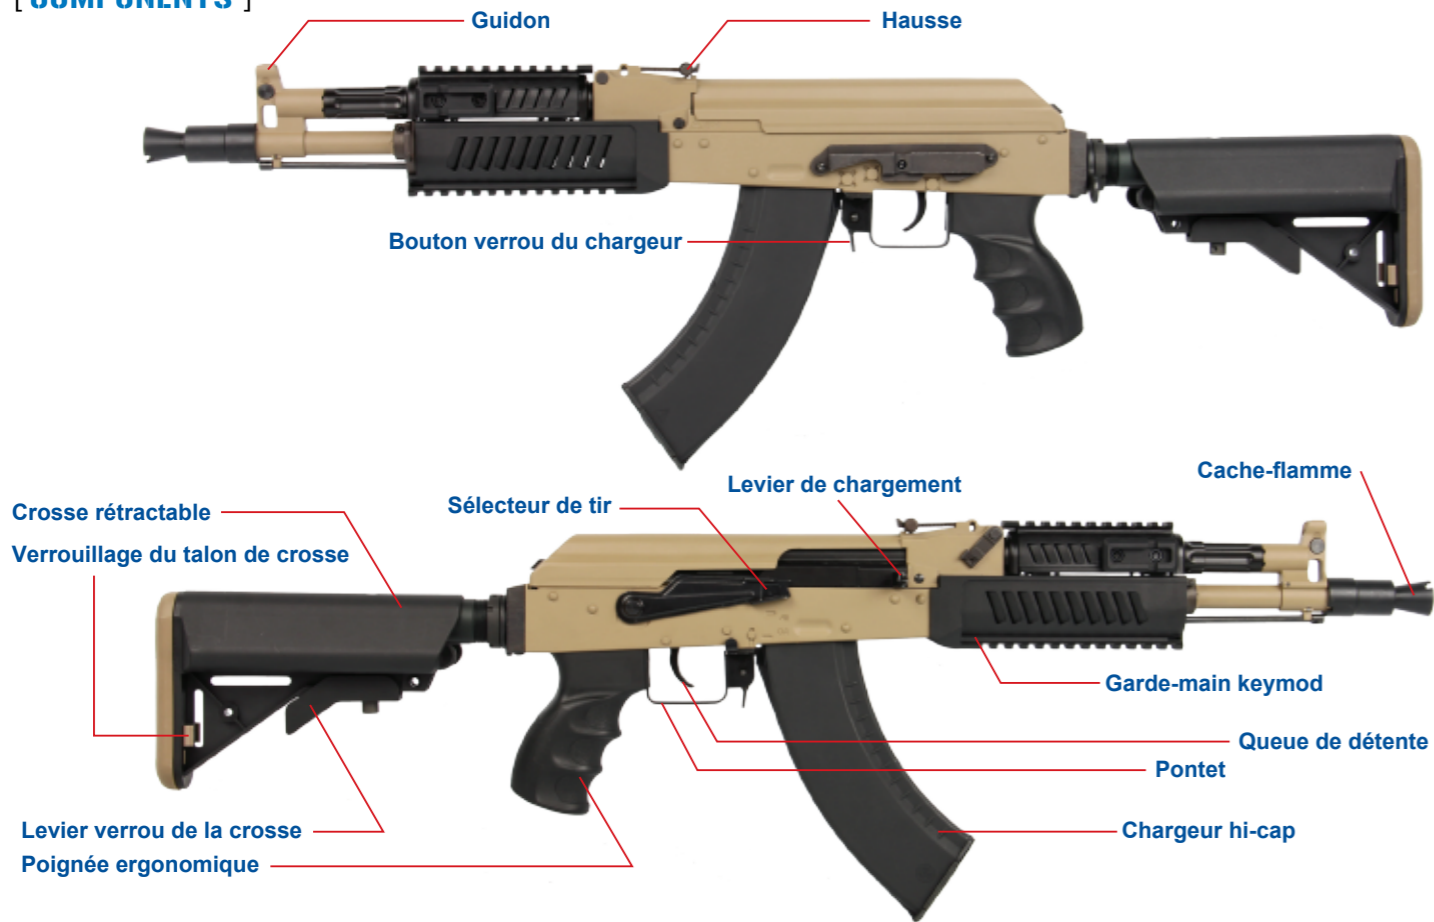 [ COMPONENTS ]
Guidon
Hausse
Bouton verrou du chargeur
Cache-flamme
Levier de chargement
Sélecteur de tir
Crosse rétractable
Verrouillage du talon de crosse
Garde-main keymod
Queue de détente
Pontet
Levier verrou de la crosse
Chargeur hi-cap
Poignée ergonomique